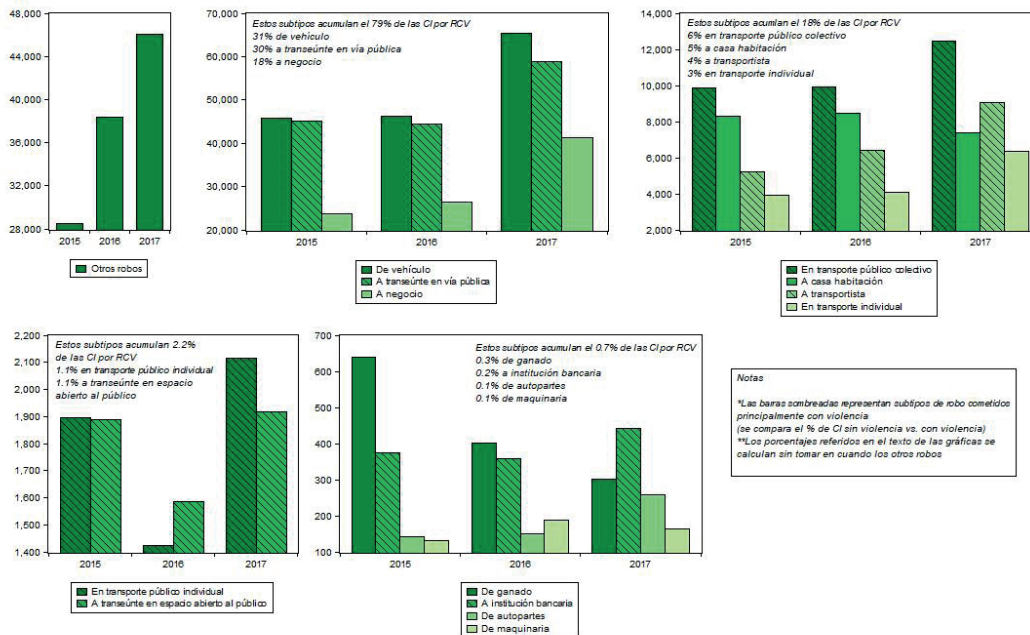 48,000
44,000
40,000
36,000
32,000
28,000
2015 2016 2017
Otros robos
70,000
60,000
50,000
40,000
30,000
20,000
Estos subtipos acumulan el 79% de las CI por RCV
31% de vehículo
30% a transeúnte en vía pública
18% a negocio
2015 2016 2017
De vehículo
A transeúnte en vía pública
A negocio
14,000
12,000
10,000
8,000
6,000
4,000
2,000
Estos subtipos acumlan el 18% de las CI por RCV
6% en transporte público colectivo
5% a casa habitación
4% a transportista
3% en transporte individual
2015 2016 2017
En transporte público colectivo
A casa habitación
A transportista
En transporte individual
2,200
2,100
2,000
1,900
1,800
1,700
1,600
1,500
1,400
Estos subtipos acumulan 2.2%
de las CI por RCV
1.1% en transporte público individual
1.1% a transeúnte en espacio
abierto al público
2015 2016 2017
En transporte público individual
A transeúnte en espacio abierto al público
700
600
500
400
300
200
100
Estos subtipos acumulan el 0.7% de las CI por RCV
0.3% de ganado
0.2% a institución bancaria
0.1% de autopartes
0.1% de maquinaria
2015 2016 2017
De ganado
A institución bancaria
De autopartes
De maquinaria
Notas
*Las barras sombreadas representan subtipos de robo cometidos
principalmente con violencia
(se compara el % de CI sin violencia vs. con violencia)
**Los porcentajes referidos en el texto de las gráficas se
calculan sin tomar en cuando los otros robos